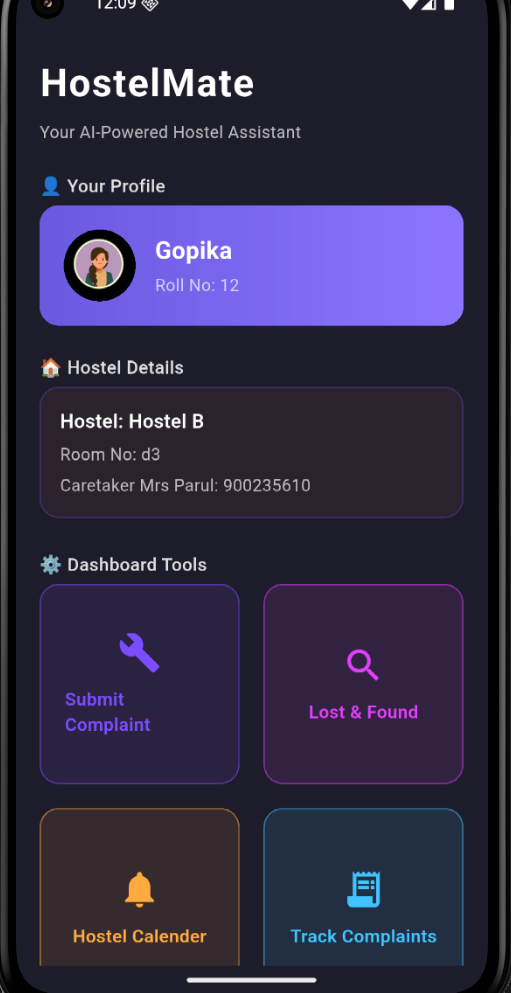 12:09
HostelMate
Your AI-Powered Hostel Assistant
👤 Your Profile
Gopika
Roll No: 12
🏠 Hostel Details
Hostel: Hostel B
Room No: d3
Caretaker Mrs Parul: 900235610
⚙️ Dashboard Tools
Submit
Complaint
Lost & Found
Hostel Calender
Track Complaints